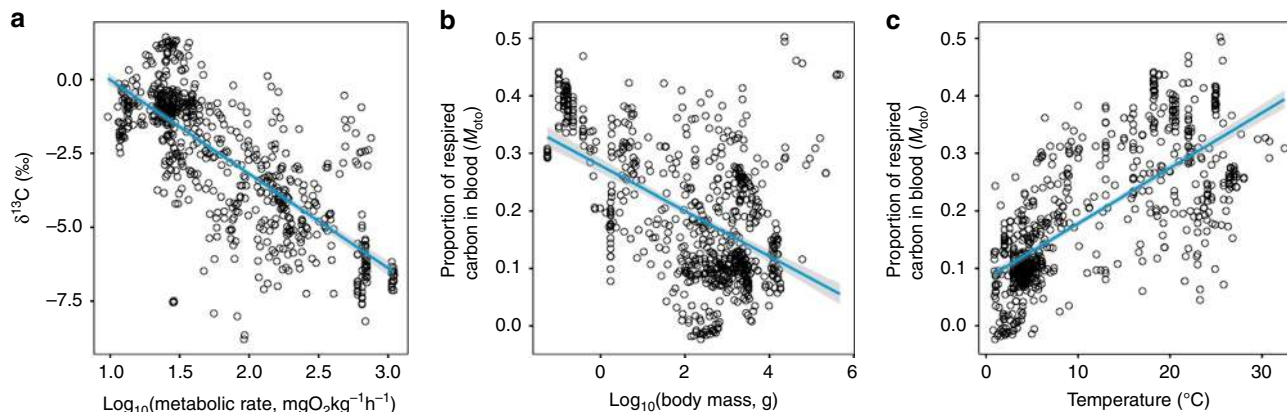 a
δ¹³C (‰)
0.0
−2.5
−5.0
−7.5
1.0 1.5 2.0 2.5 3.0
Log₁₀(metabolic rate, mgO₂kg⁻¹h⁻¹)
b
Proportion of respired
carbon in blood (Mₒₜₒ)
0.5
0.4
0.3
0.2
0.1
0.0
0 2 4 6
Log₁₀(body mass, g)
c
Proportion of respired
carbon in blood (Mₒₜₒ)
0.5
0.4
0.3
0.2
0.1
0.0
0 10 20 30
Temperature (°C)